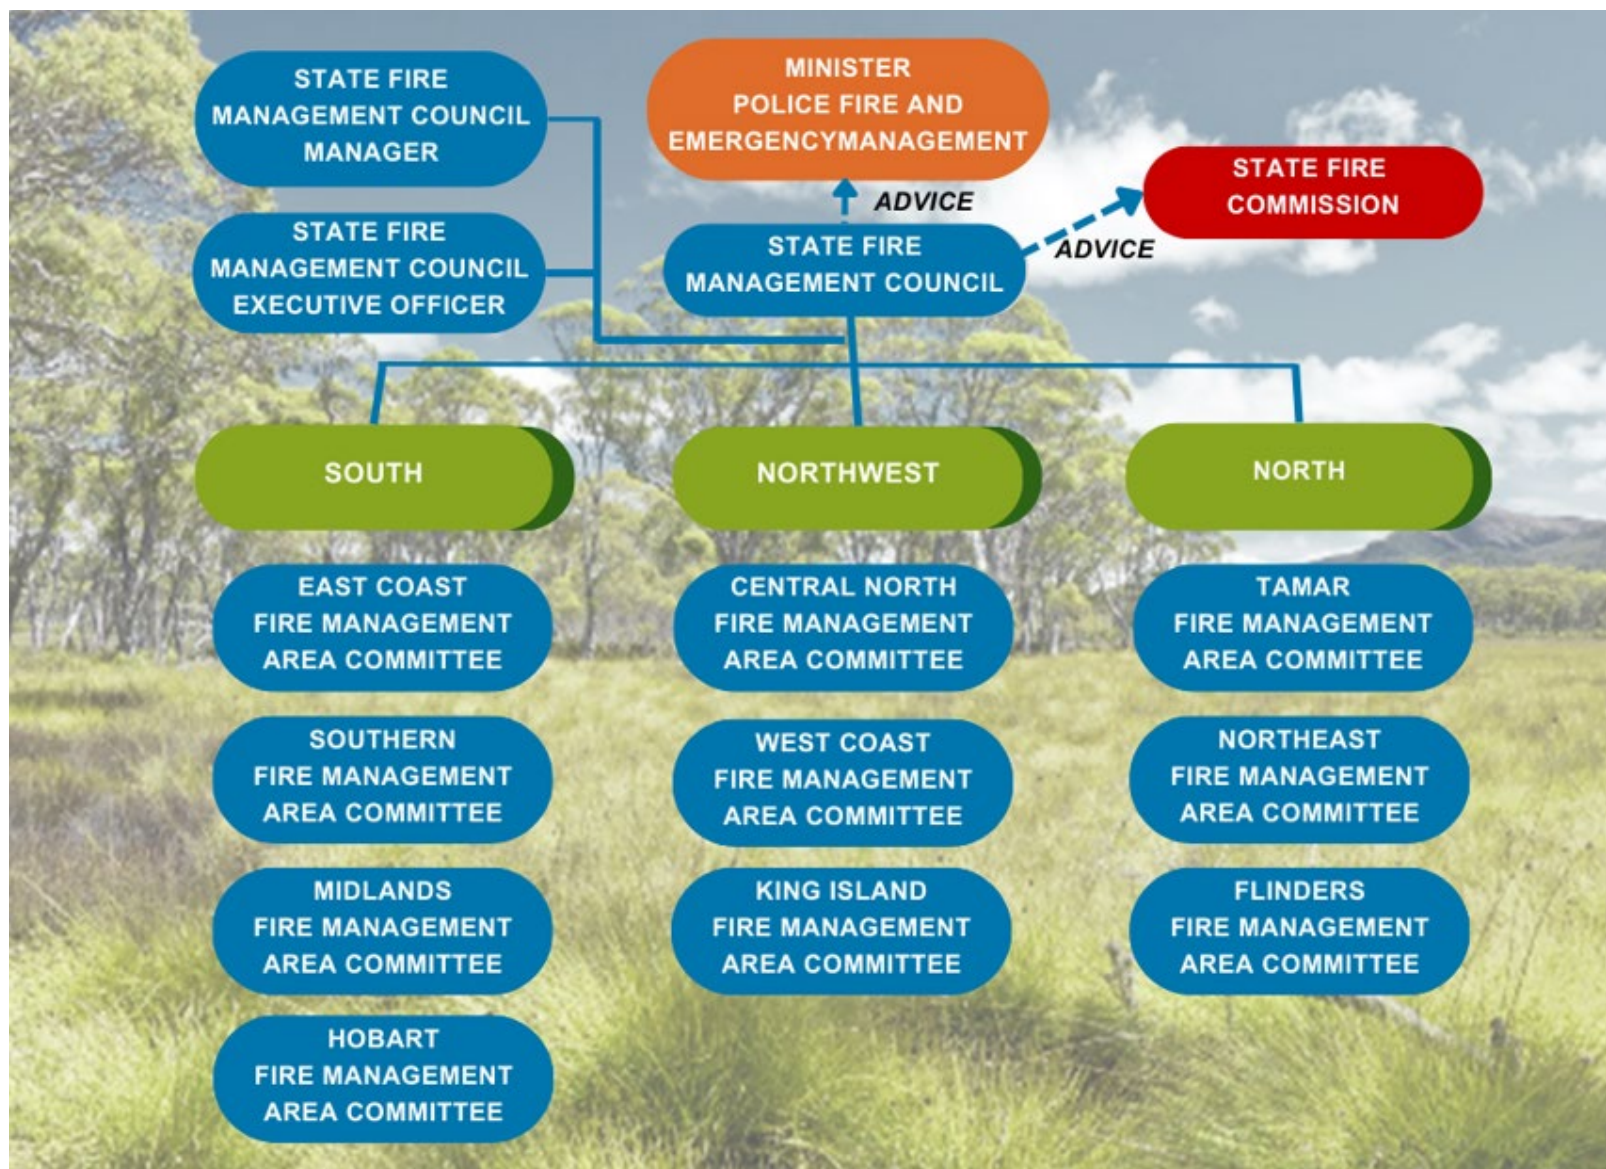 STATE FIRE
MANAGEMENT COUNCIL
MANAGER
MINISTER
POLICE FIRE AND
EMERGENCYMANAGEMENT
STATE FIRE
COMMISSION
ADVICE
STATE FIRE
MANAGEMENT COUNCIL
EXECUTIVE OFFICER
STATE FIRE
MANAGEMENT COUNCIL
ADVICE
SOUTH
NORTHWEST
NORTH
EAST COAST
FIRE MANAGEMENT
AREA COMMITTEE
CENTRAL NORTH
FIRE MANAGEMENT
AREA COMMITTEE
TAMAR
FIRE MANAGEMENT
AREA COMMITTEE
SOUTHERN
FIRE MANAGEMENT
AREA COMMITTEE
WEST COAST
FIRE MANAGEMENT
AREA COMMITTEE
NORTHEAST
FIRE MANAGEMENT
AREA COMMITTEE
MIDLANDS
FIRE MANAGEMENT
AREA COMMITTEE
KING ISLAND
FIRE MANAGEMENT
AREA COMMITTEE
FLINDERS
FIRE MANAGEMENT
AREA COMMITTEE
HOBART
FIRE MANAGEMENT
AREA COMMITTEE